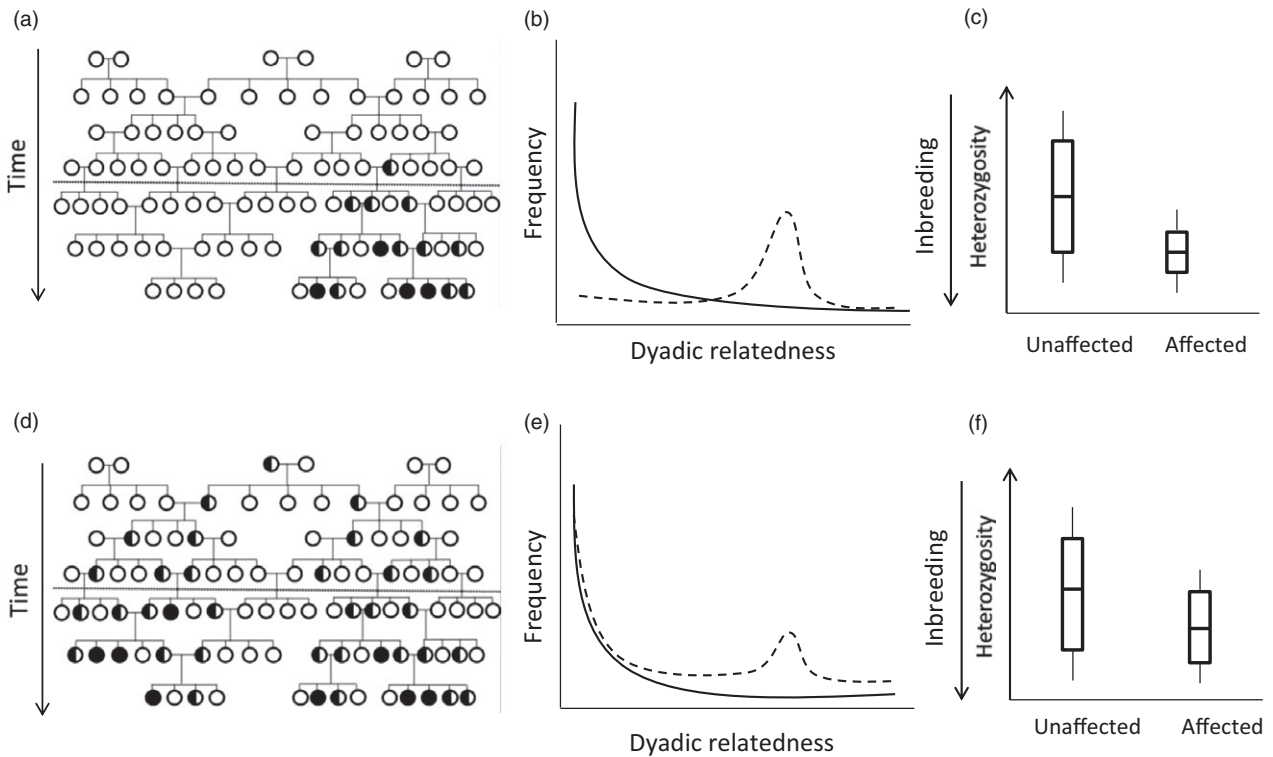 (a)
Time
(b)
Frequency
Dyadic relatedness
(c)
Inbreeding
Heterozygosity
Unaffected
Affected
(d)
Time
(e)
Frequency
Dyadic relatedness
(f)
Inbreeding
Heterozygosity
Unaffected
Affected